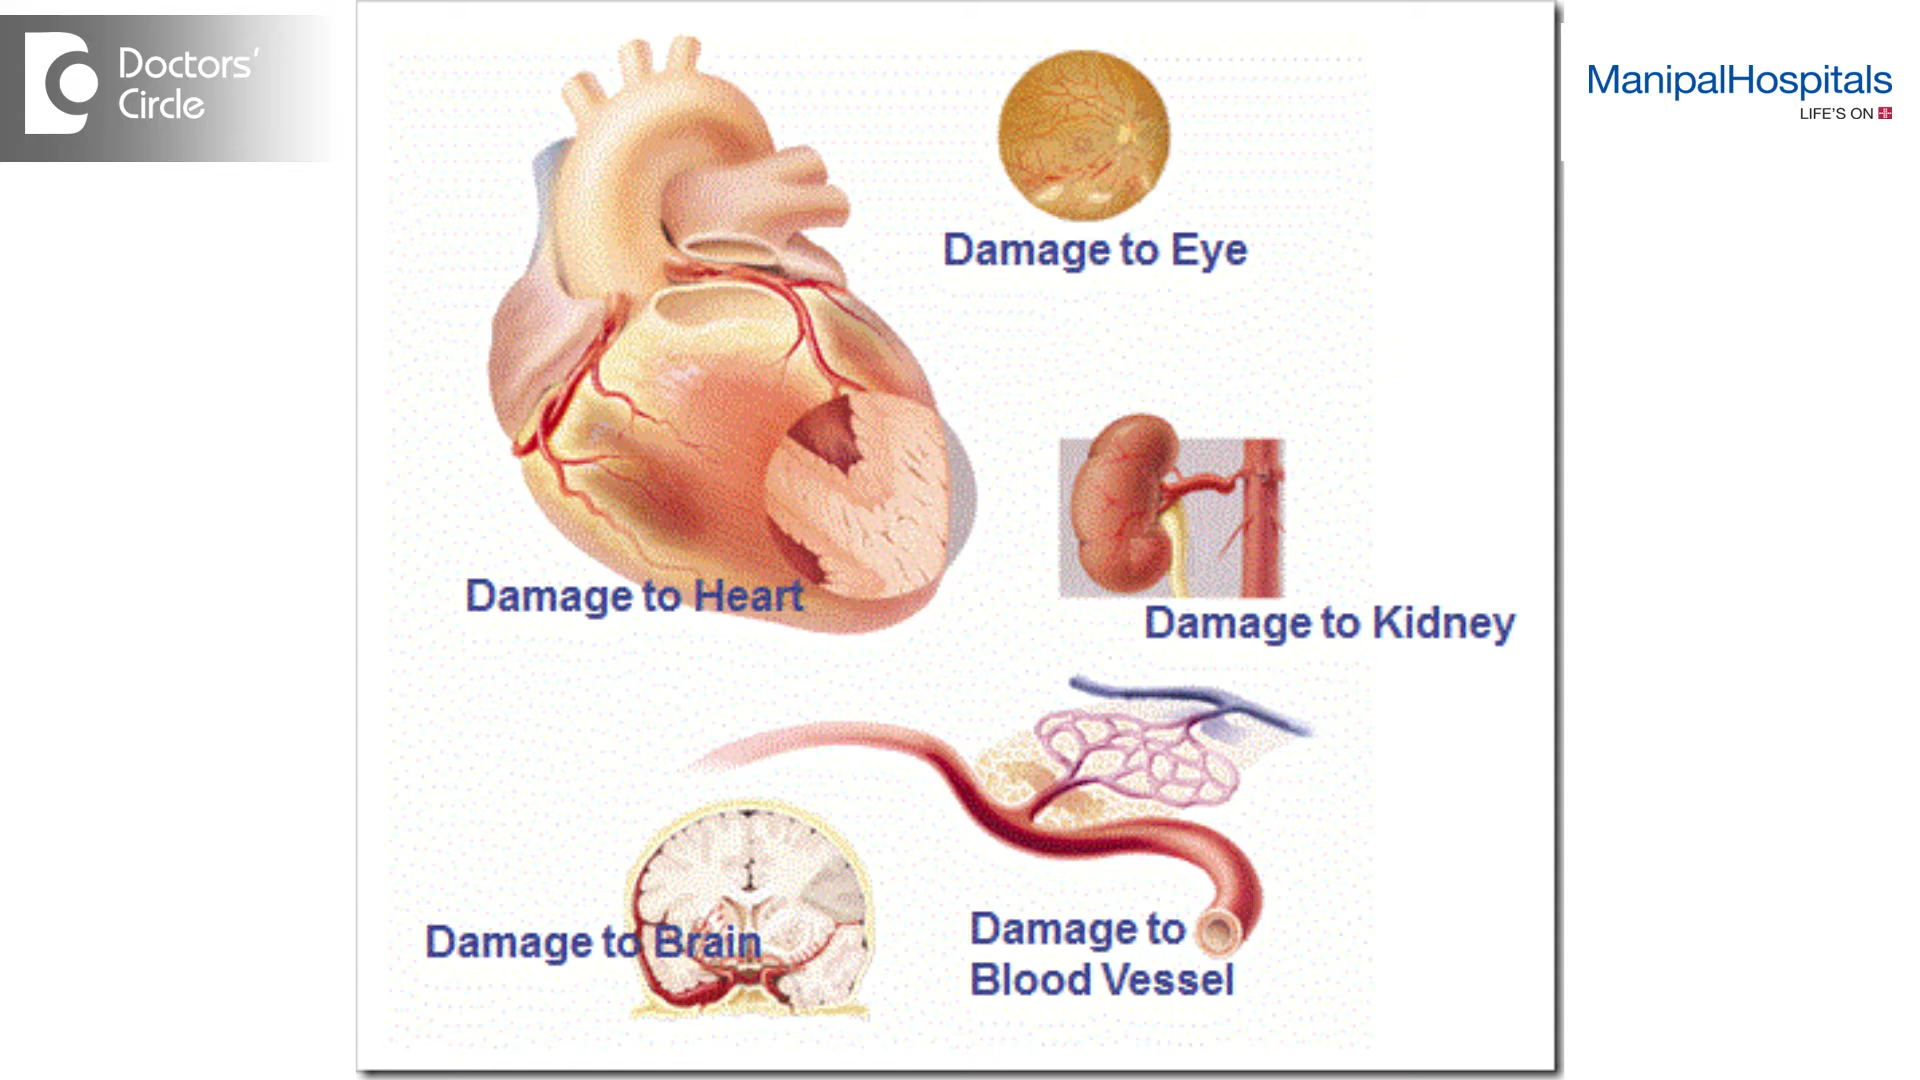 Doctors'
Circle
ManipalHospitals
LIFE'S ON
Damage to Eye
Damage to Heart
Damage to Kidney
Damage to Brain
Damage to
Blood Vessel